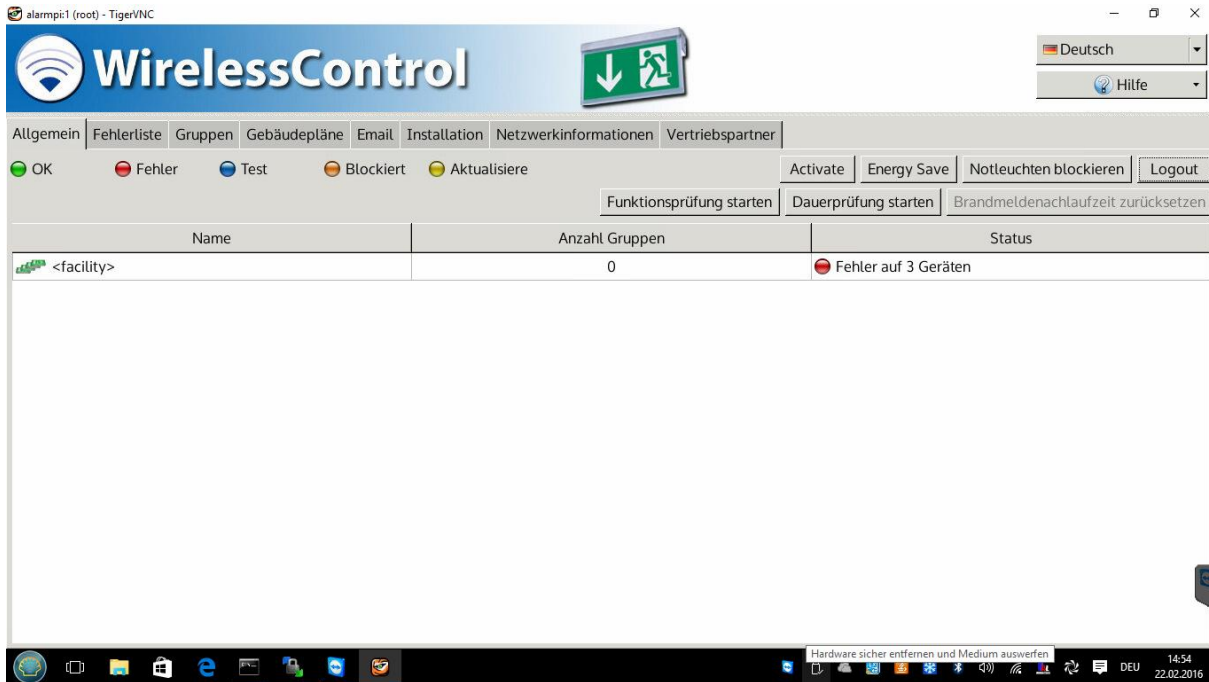 alarmpi:1 (root) - TigerVNC
WirelessControl
Deutsch
Hilfe
Allgemein Fehlerliste Gruppen Gebäudepläne Email Installation Netzwerkinformationen Vertriebspartner
OK Fehler Test Blockiert Aktualisiere Activate Energy Save Notleuchten blockieren Logout
Funktionsprüfung starten Dauerprüfung starten Brandmeldenachlaufzeit zurücksetzen
Name Anzahl Gruppen Status
<facility> 0 Fehler auf 3 Geräten
Hardware sicher entfernen und Medium auswerfen
DEU 14:54
22.02.2016